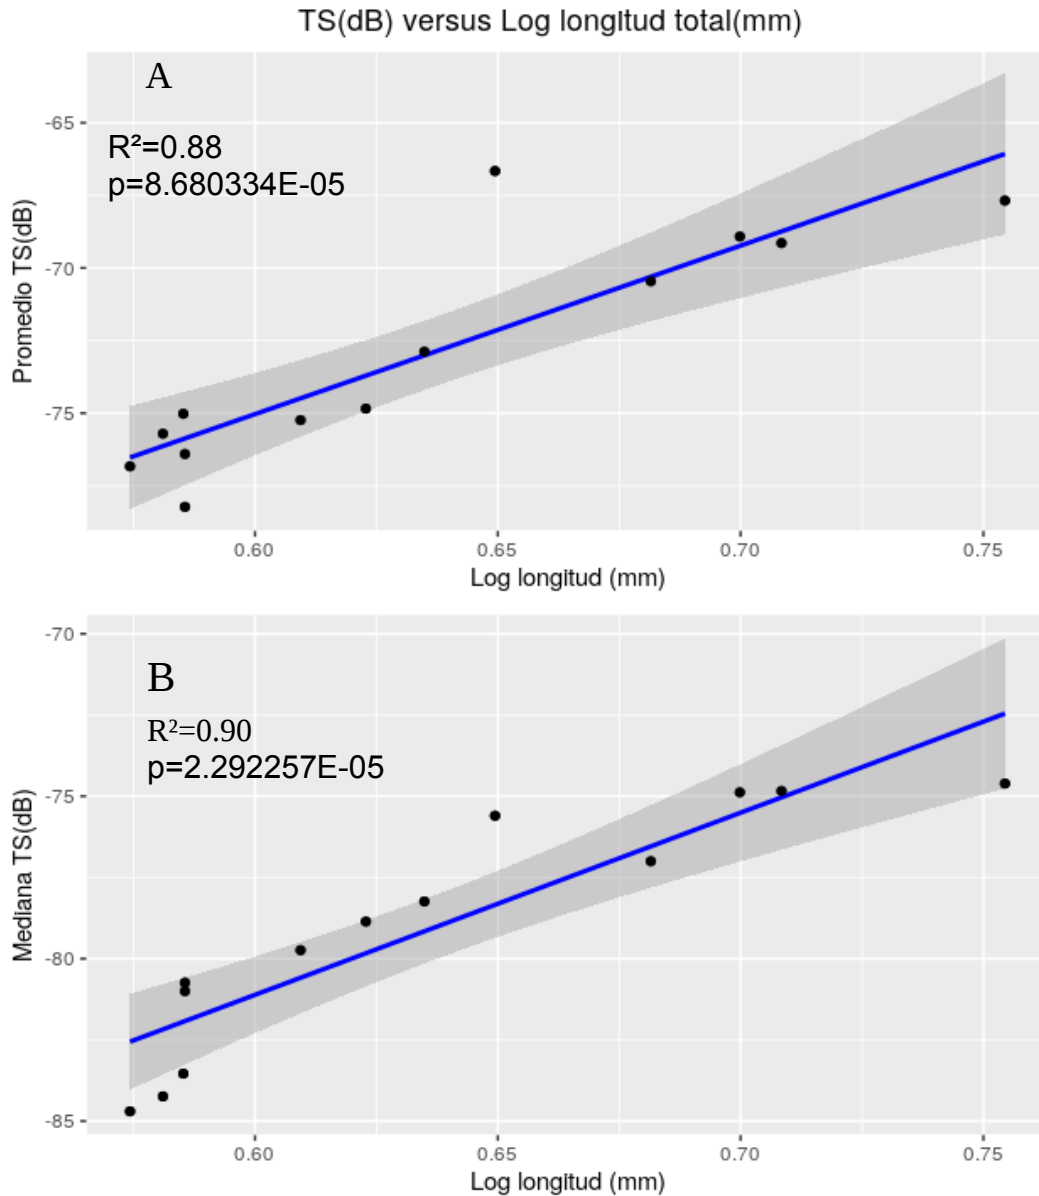 TS(dB) versus Log longitud total(mm)
A
R²=0.88
p=8.680334E-05
-65
-70
-75
Promedio TS(dB)
0.60 0.65 0.70 0.75
Log longitud (mm)
B
R²=0.90
p=2.292257E-05
-70
-75
-80
-85
Mediana TS(dB)
0.60 0.65 0.70 0.75
Log longitud (mm)